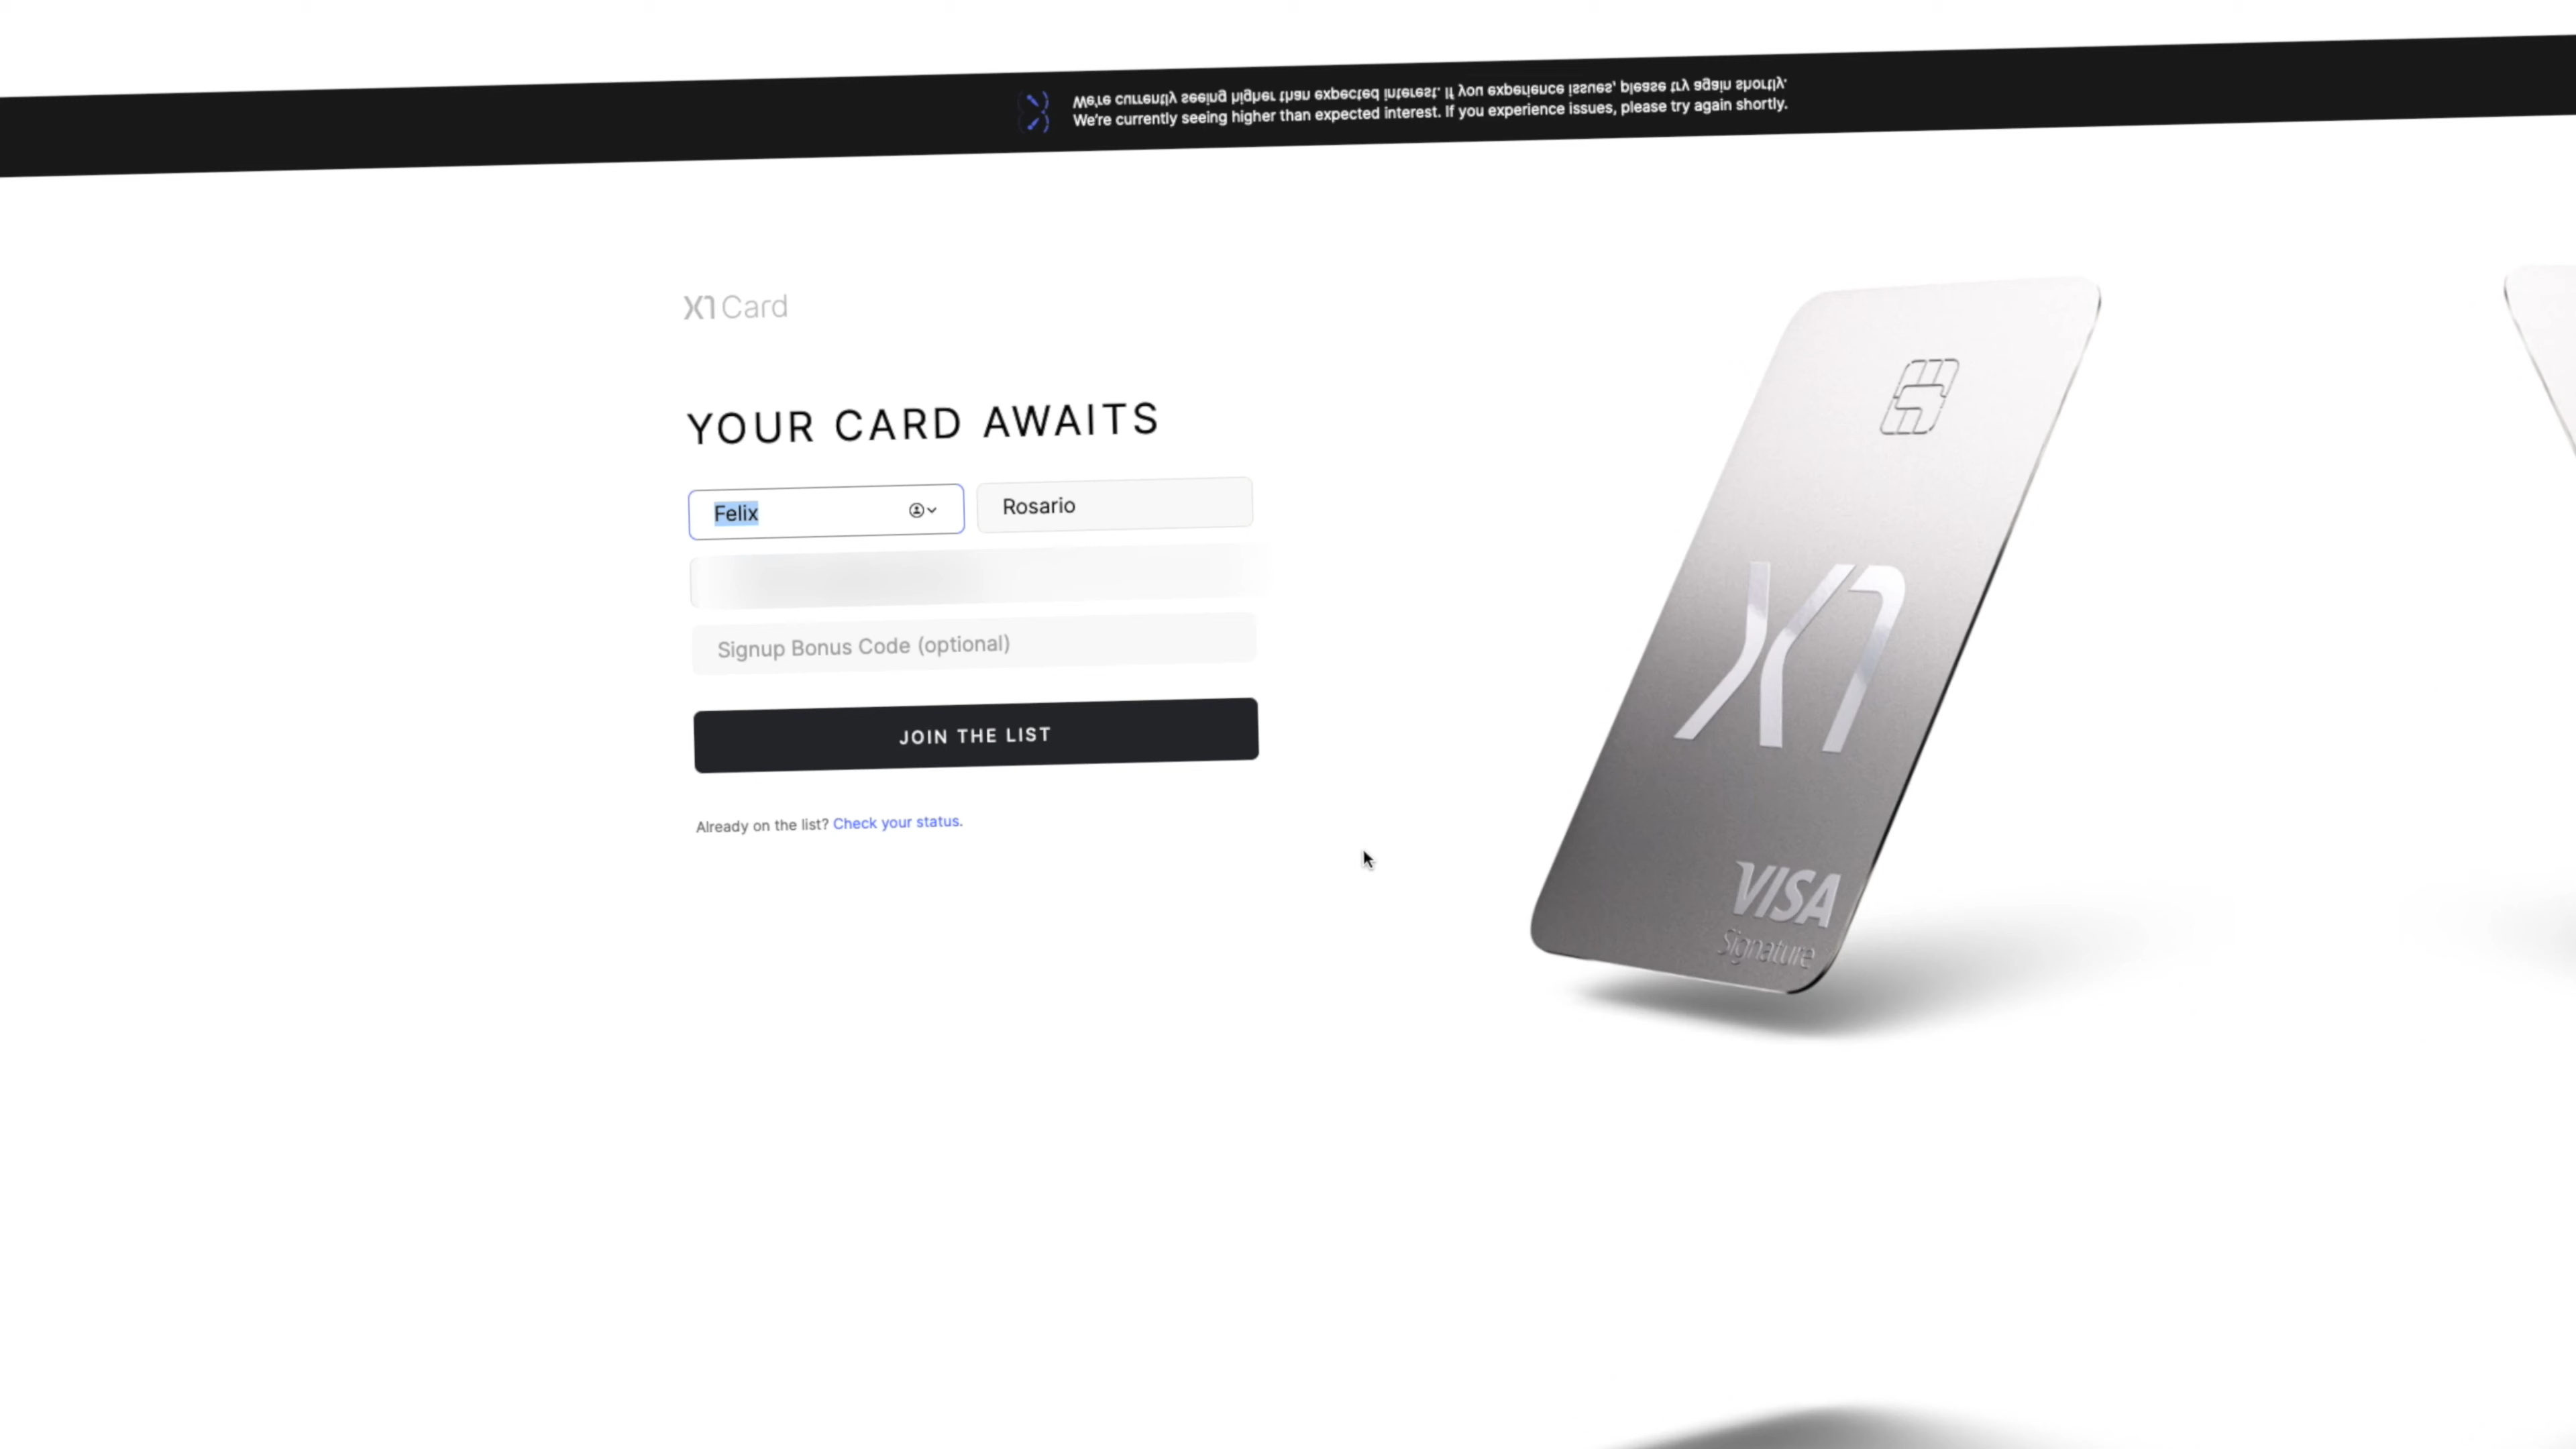 We're currently seeing higher than expected interest. If you experience issues, please try again shortly.
We're currently seeing higher than expected interest. If you experience issues, please try again shortly.
X1 Card
YOUR CARD AWAITS
Felix
Rosario
Signup Bonus Code (optional)
JOIN THE LIST
Already on the list? Check your status.
X1
VISA
Signature